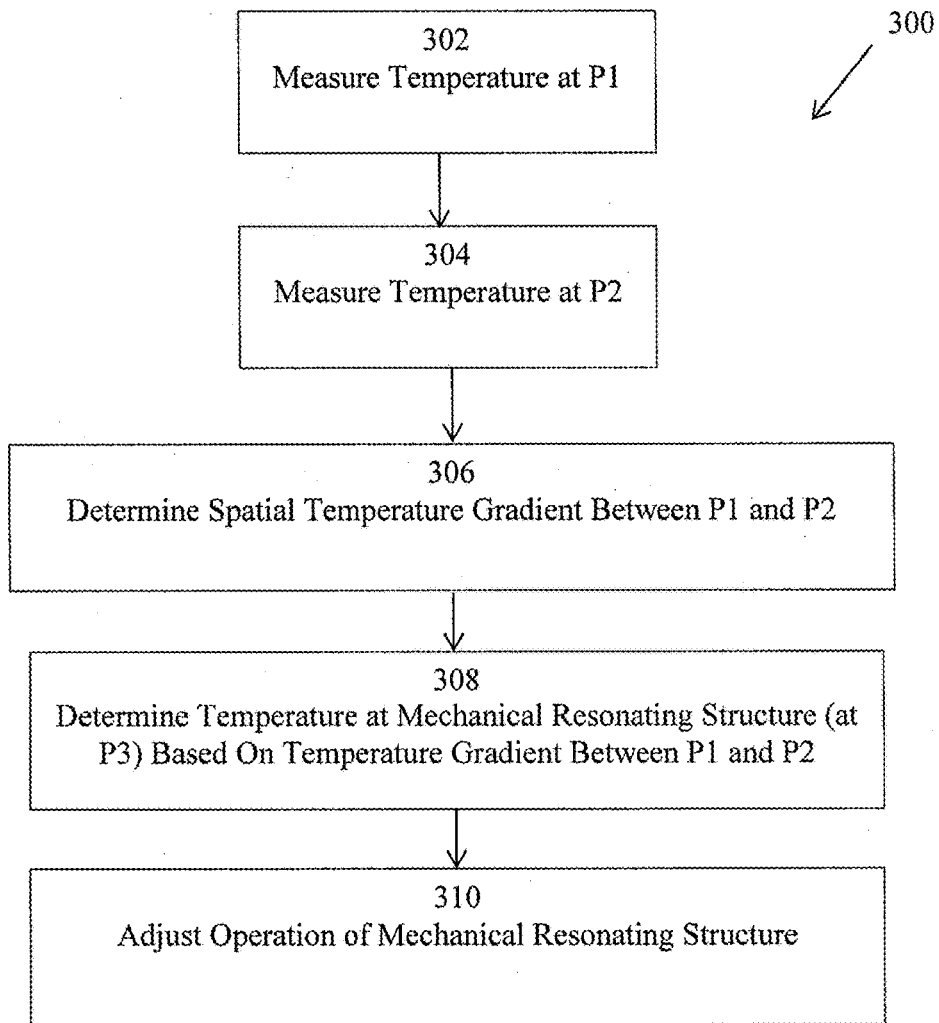 300
302
Measure Temperature at P1
304
Measure Temperature at P2
306
Determine Spatial Temperature Gradient Between P1 and P2
308
Determine Temperature at Mechanical Resonating Structure (at
P3) Based On Temperature Gradient Between P1 and P2
310
Adjust Operation of Mechanical Resonating Structure